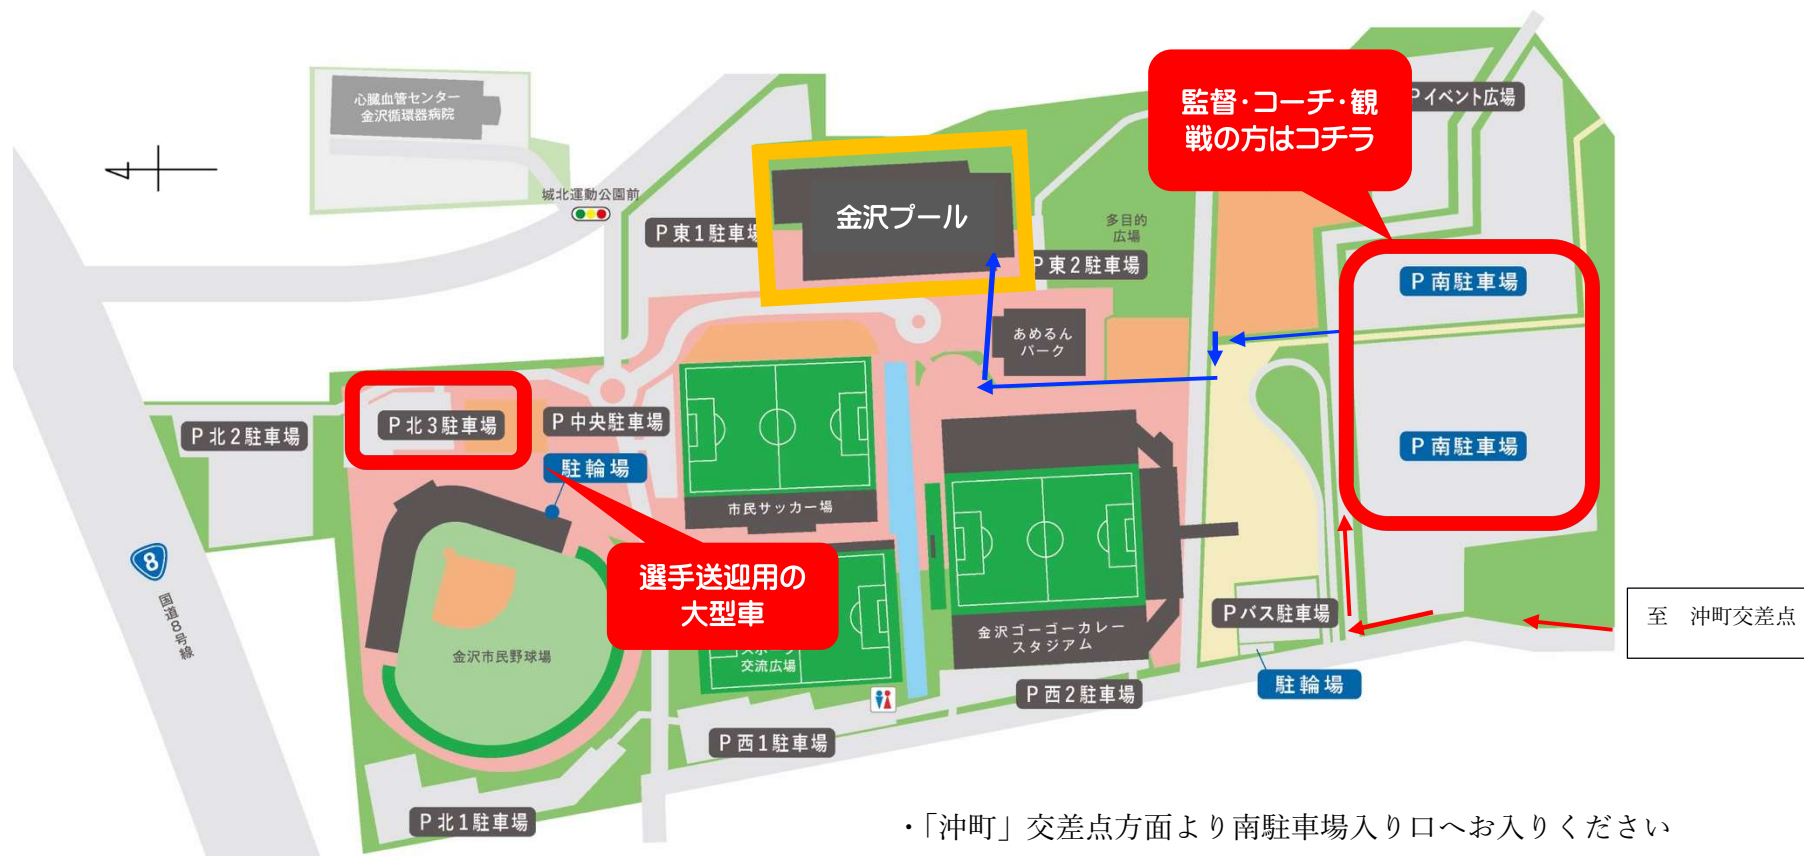 心臓血管センター
金沢循環器病院
城北運動公園前
監督・コーチ・観
戦の方はコチラ
Pイベント広場
P東1駐車場
金沢プール
多目的
広場
P東2駐車場
P南駐車場
あめるん
パーク
P北2駐車場
P北3駐車場
P中央駐車場
駐輪場
P南駐車場
市民サッカー場
8
国道8号線
選手送迎用の
大型車
スポーツ
交流広場
金沢市民野球場
金沢ゴーゴーカレー
スタジアム
Pバス駐車場
至 沖町交差点
駐輪場
P西2駐車場
P西1駐車場
P北1駐車場
・「沖町」交差点方面より南駐車場入り口へお入りください